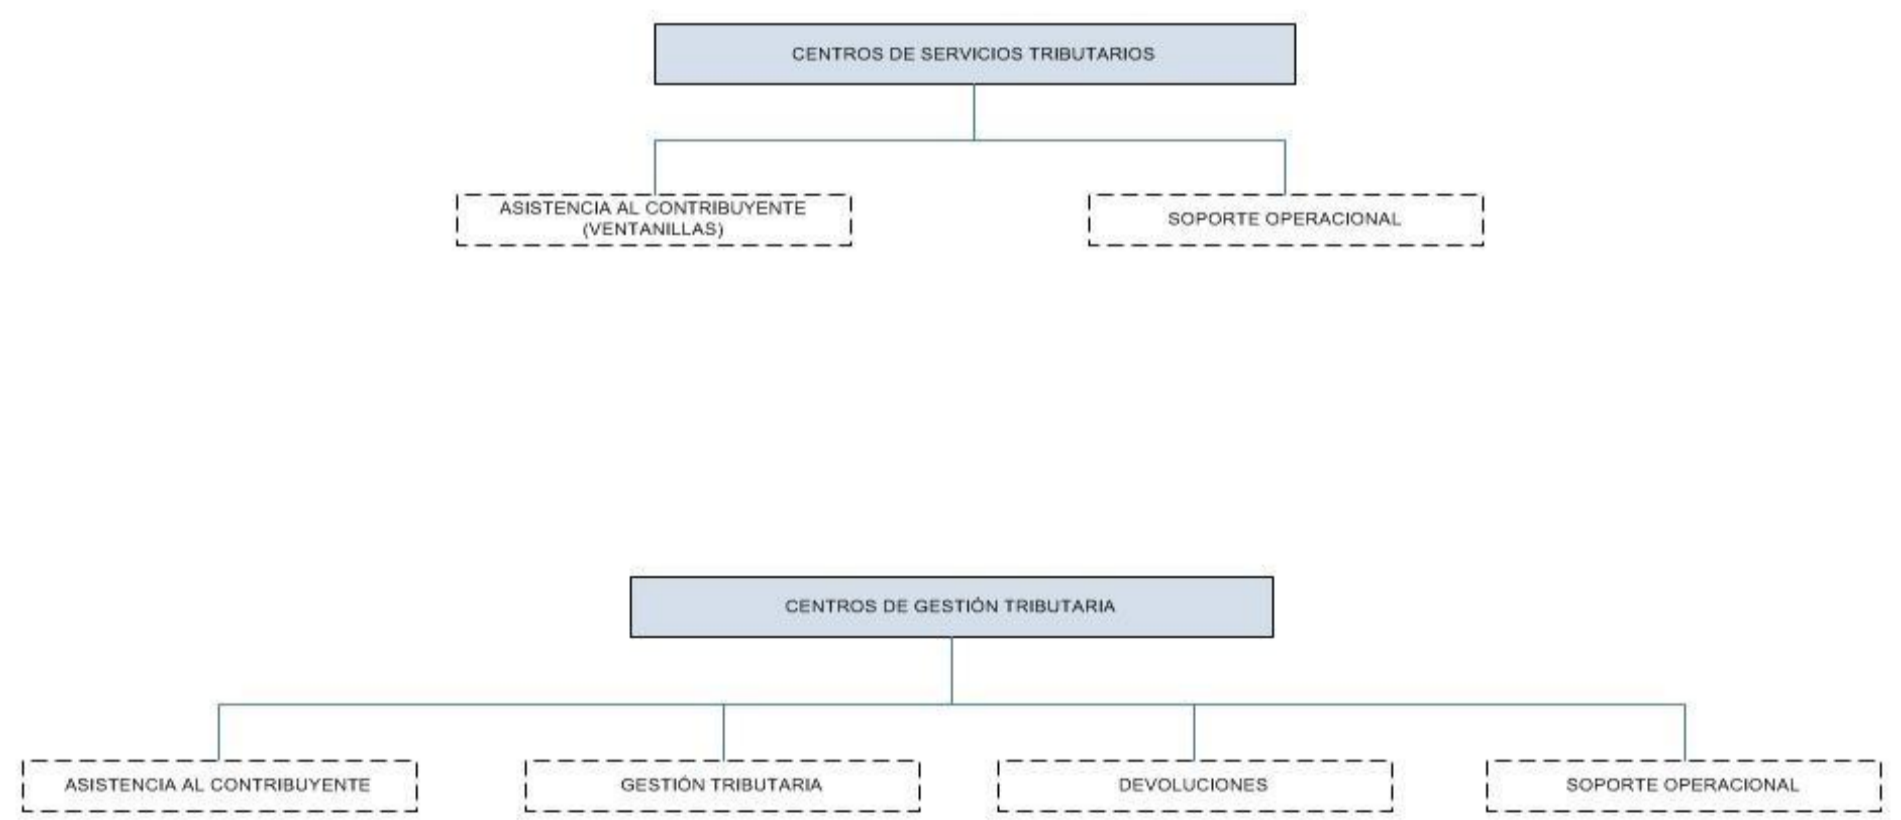 CENTROS DE SERVICIOS TRIBUTARIOS
ASISTENCIA AL CONTRIBUYENTE
(VENTANILLAS)
SOPORTE OPERACIONAL
CENTROS DE GESTIÓN TRIBUTARIA
ASISTENCIA AL CONTRIBUYENTE
GESTIÓN TRIBUTARIA
DEVOLUCIONES
SOPORTE OPERACIONAL